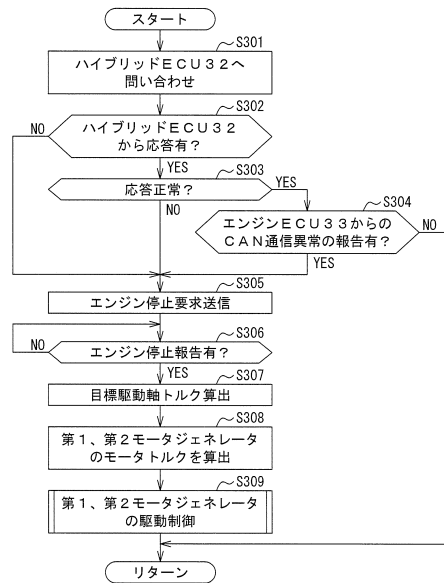 スタート
S301
ハイブリッドＥＣＵ３２へ
問い合わせ
S302
ハイブリッドＥＣＵ３２
から応答有？
NO
YES
S303
応答正常？
YES
NO
S304
エンジンＥＣＵ３３からの
ＣＡＮ通信異常の報告有？
NO
YES
S305
エンジン停止要求送信
S306
エンジン停止報告有？
NO
YES
S307
目標駆動軸トルク算出
S308
第１、第２モータジェネレータ
のモータトルクを算出
S309
第１、第２モータジェネレータ
の駆動制御
リターン